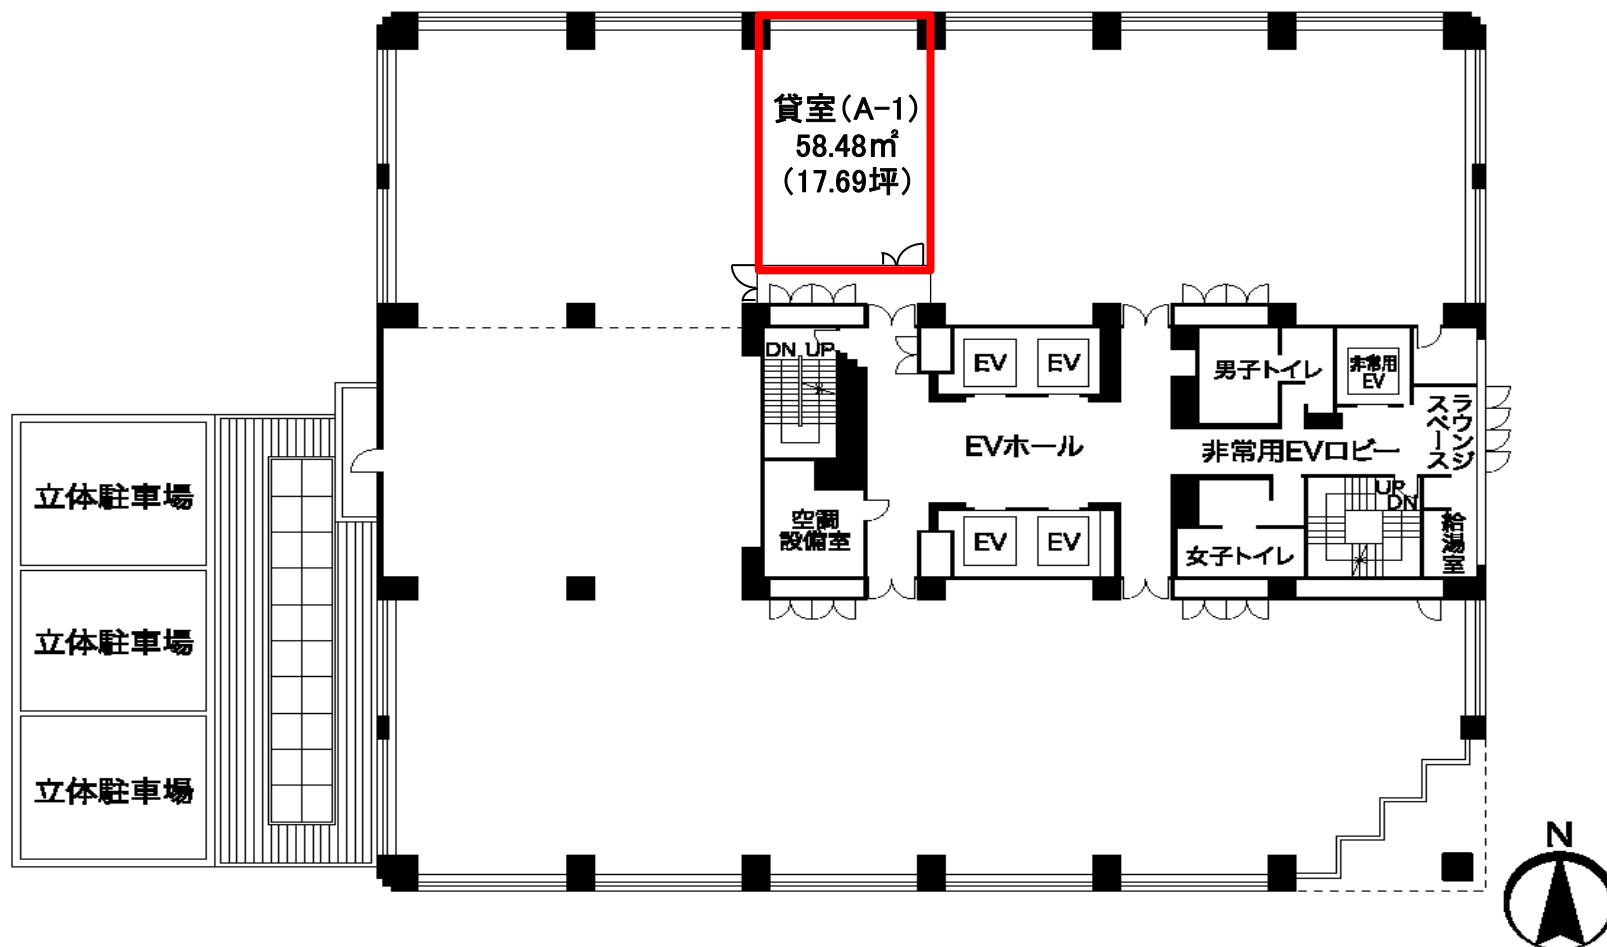 貸室(A-1)
58.48㎡
(17.69坪)
DN UP
EV
EV
男子トイレ
非常用
EV
ラウンジ
スペース
EVホール
非常用EVロビー
立体駐車場
空調
設備室
EV
EV
女子トイレ
UP
DN
給湯室
立体駐車場
立体駐車場
N